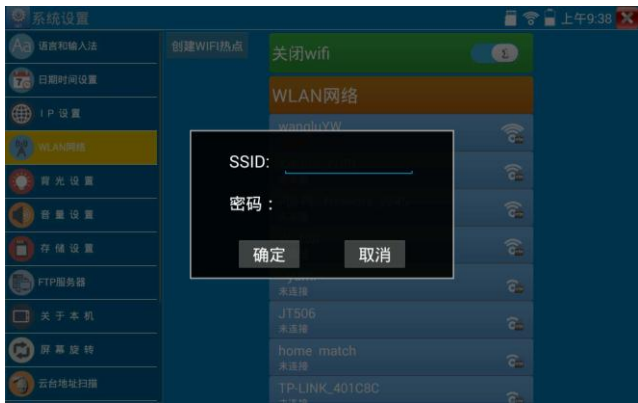 系统设置
上午9:38
语言和输入法
日期时间设置
IP设置
WLAN网络
背光设置
音量设置
存储设置
FTP服务器
关于本机
屏幕旋转
云台地址扫描
创建WIFI热点
关闭wifi
WLAN网络
wangluYW
SSID:
密码：
确定
取消
未连接
JT506
未连接
home match
未连接
TP-LINK_401C8C